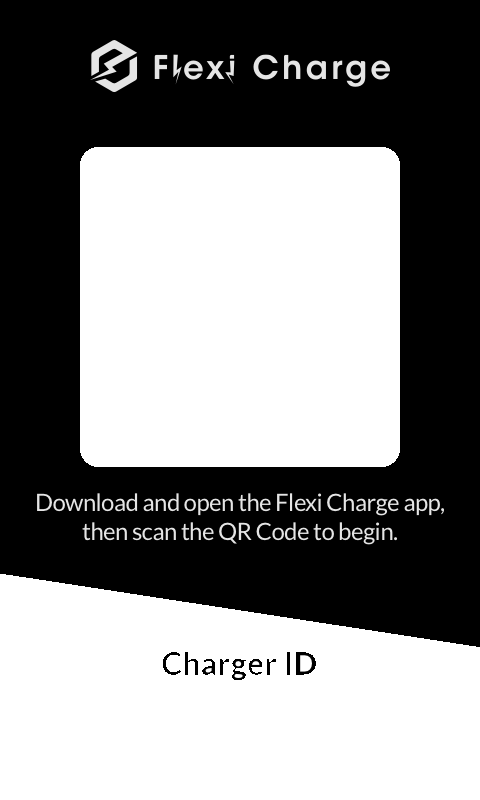 Flexi Charge
Download and open the Flexi Charge app,
then scan the QR Code to begin.
Charger ID